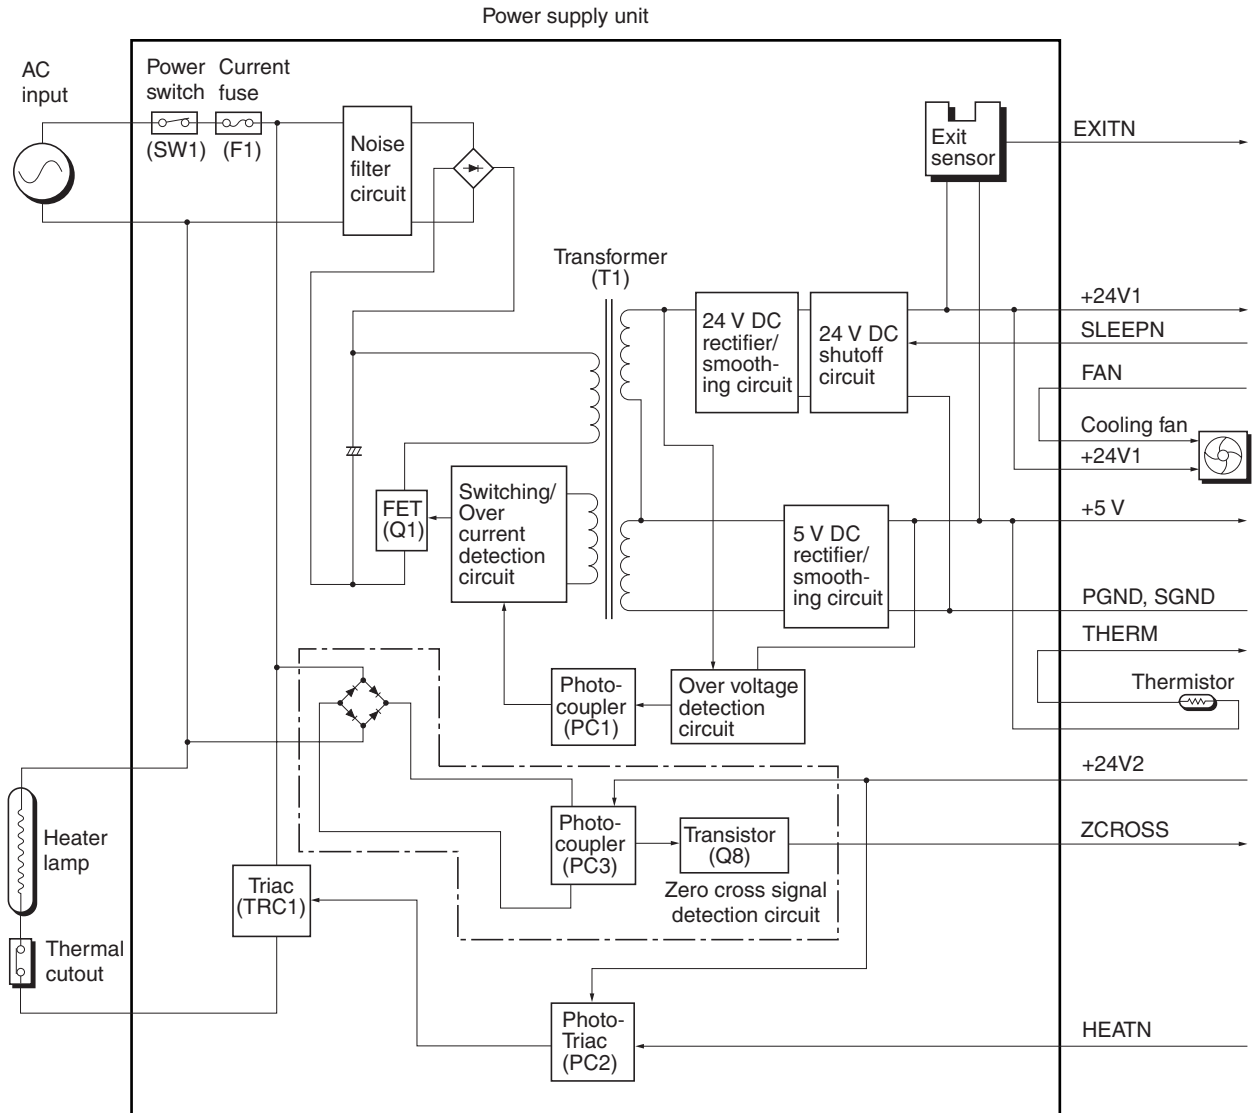 Power supply unit
AC
input
Power
switch
(SW1)
Current
fuse
(F1)
Noise
filter
circuit
Exit
sensor
EXITN
Transformer
(T1)
24 V DC
rectifier/
smooth-
ing circuit
24 V DC
shutoff
circuit
+24V1
SLEEPN
FAN
Cooling fan
+24V1
FET
(Q1)
Switching/
Over
current
detection
circuit
5 V DC
rectifier/
smooth-
ing circuit
+5 V
PGND, SGND
THERM
Thermistor
Photo-
coupler
(PC1)
Over voltage
detection
circuit
+24V2
Photo-
coupler
(PC3)
Transistor
(Q8)
ZCROSS
Zero cross signal
detection circuit
Heater
lamp
Triac
(TRC1)
Thermal
cutout
Photo-
Triac
(PC2)
HEATN